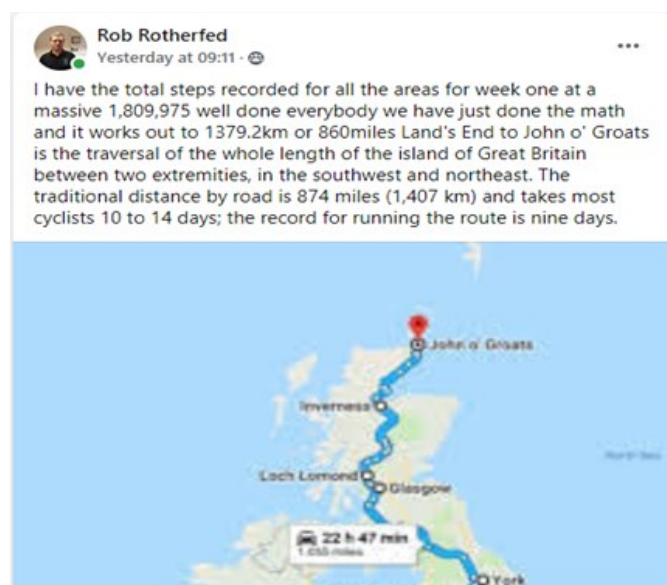 Rob Rotherfed
Yesterday at 09:11 ·
I have the total steps recorded for all the areas for week one at a
massive 1,809,975 well done everybody we have just done the math
and it works out to 1379.2km or 860miles Land's End to John o' Groats
is the traversal of the whole length of the island of Great Britain
between two extremities, in the southwest and northeast. The
traditional distance by road is 874 miles (1,407 km) and takes most
cyclists 10 to 14 days; the record for running the route is nine days.
John o' Groats
Inverness
North Sea
Loch Lomond
Glasgow
22 h 47 min
miles
York